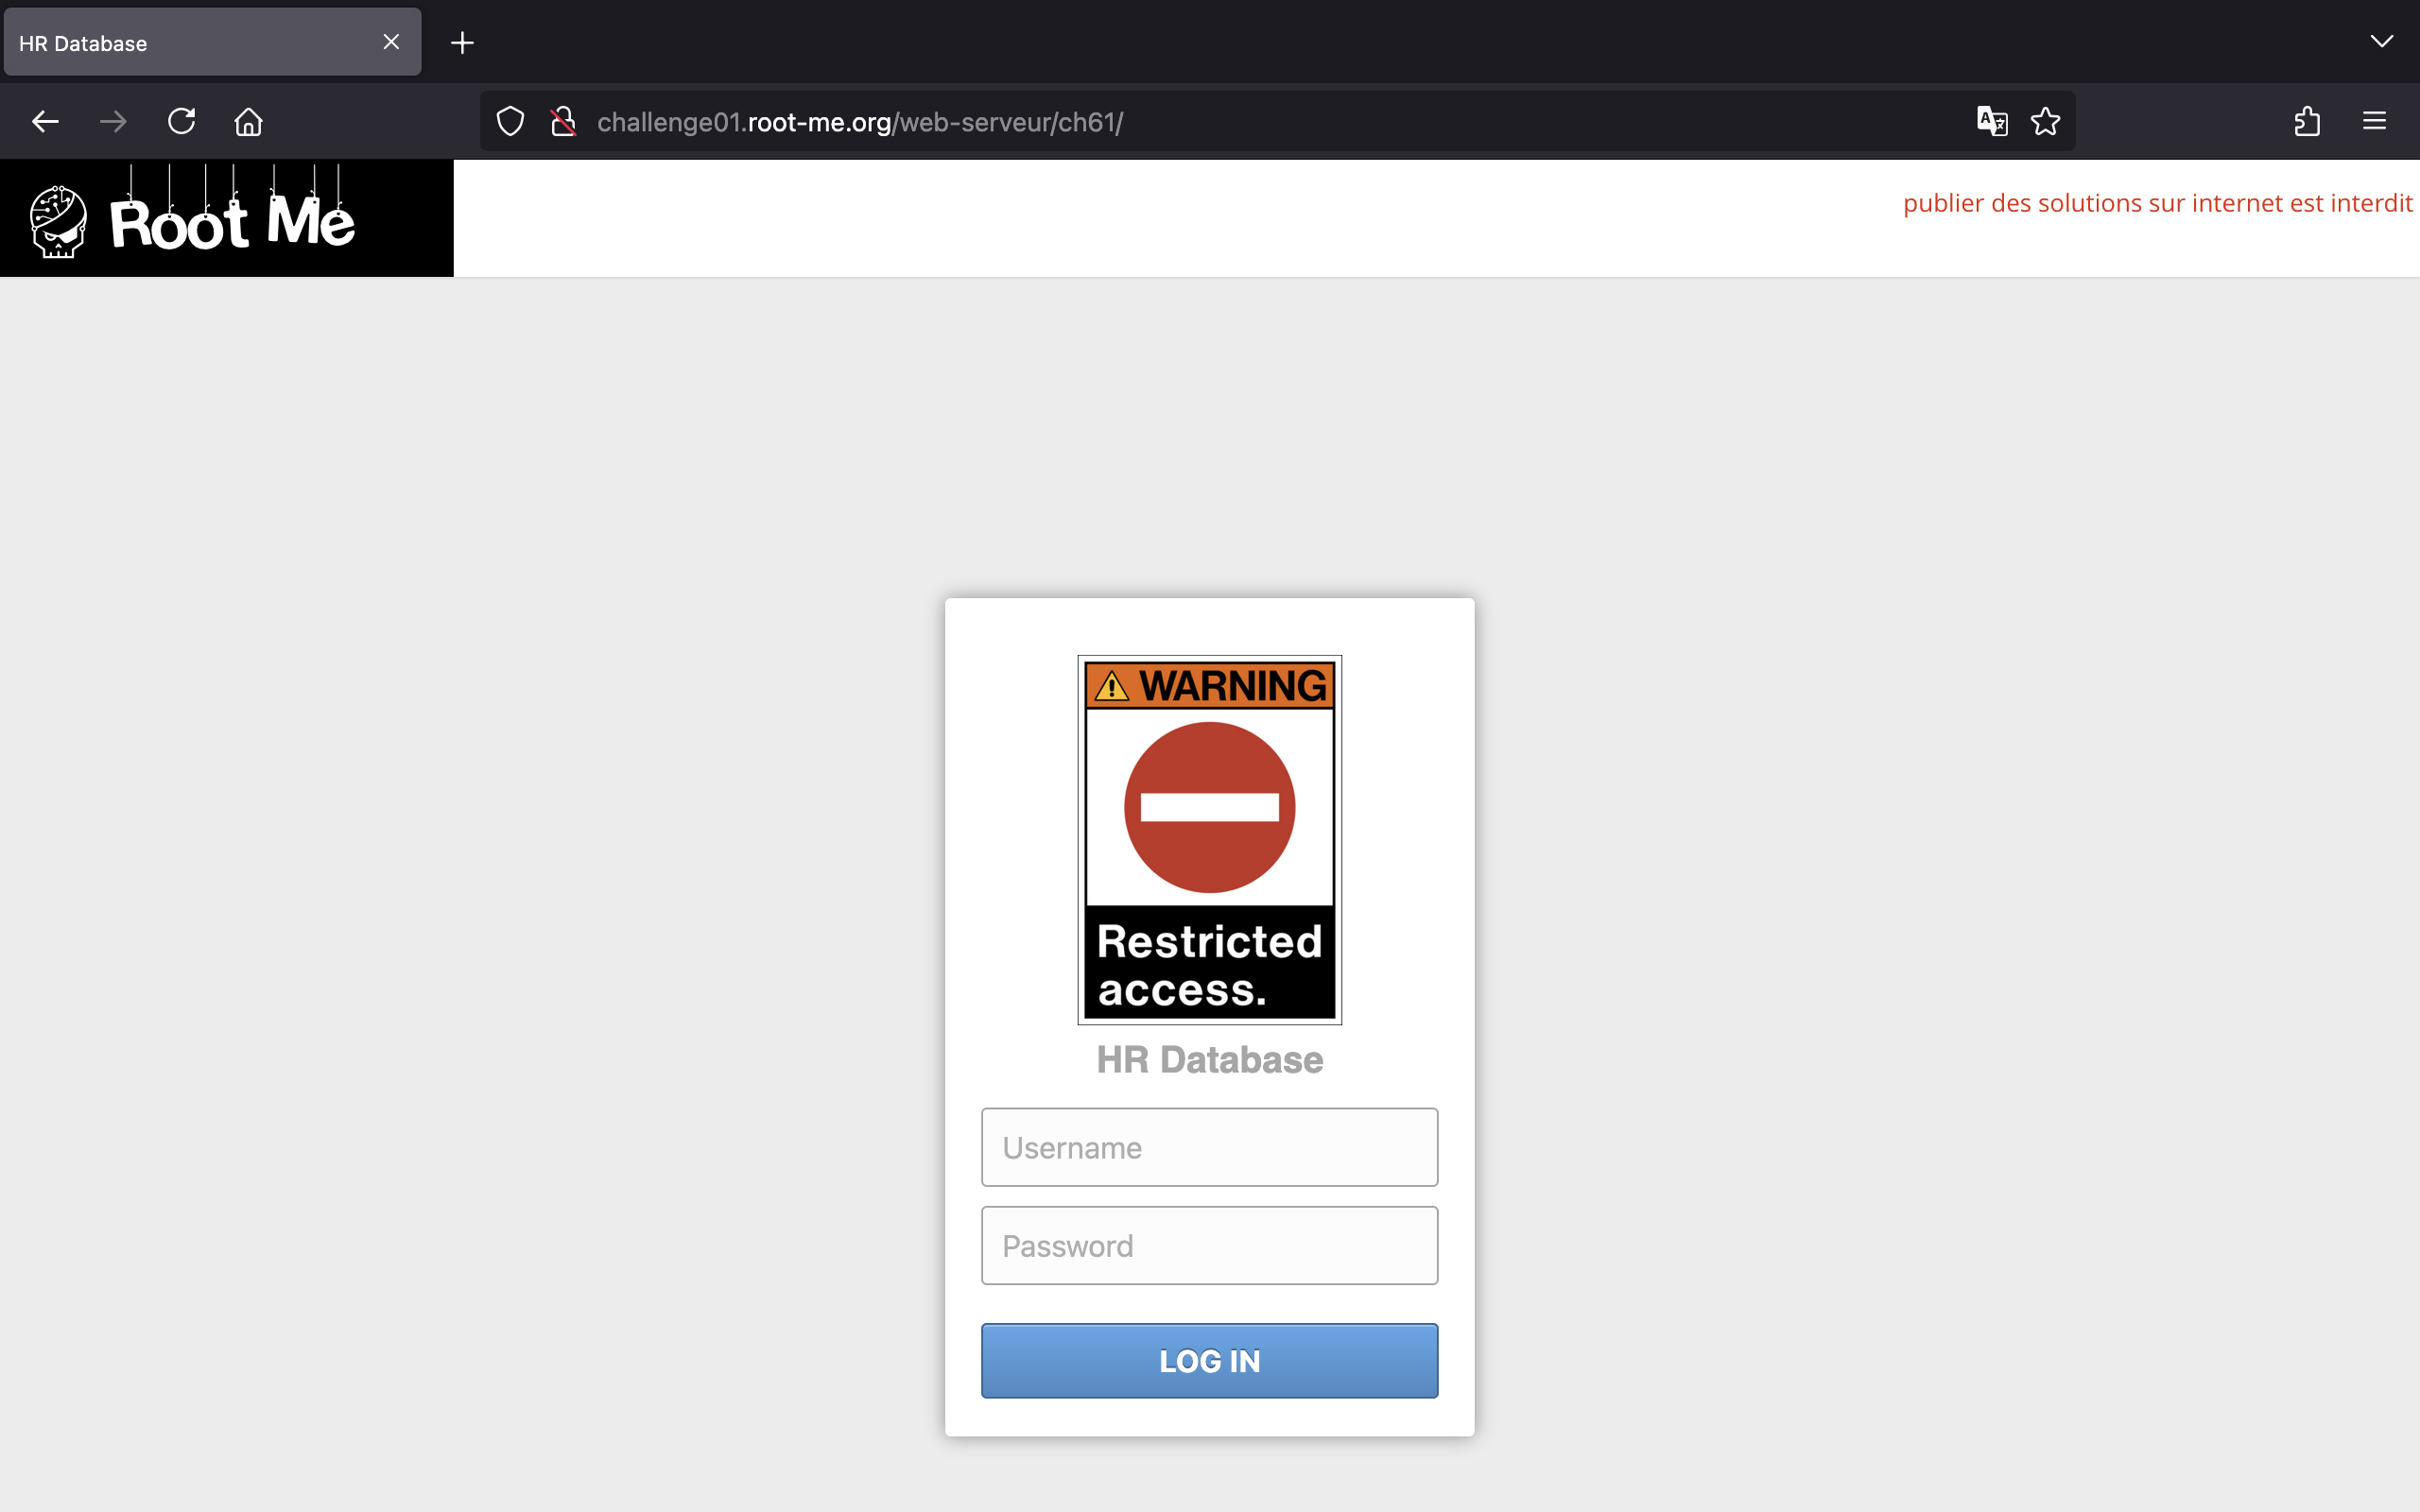 HR Database
challenge01.root-me.org/web-serveur/ch61/
Root Me
publier des solutions sur internet est interdit
WARNING
Restricted
access.
HR Database
Username
Password
LOG IN